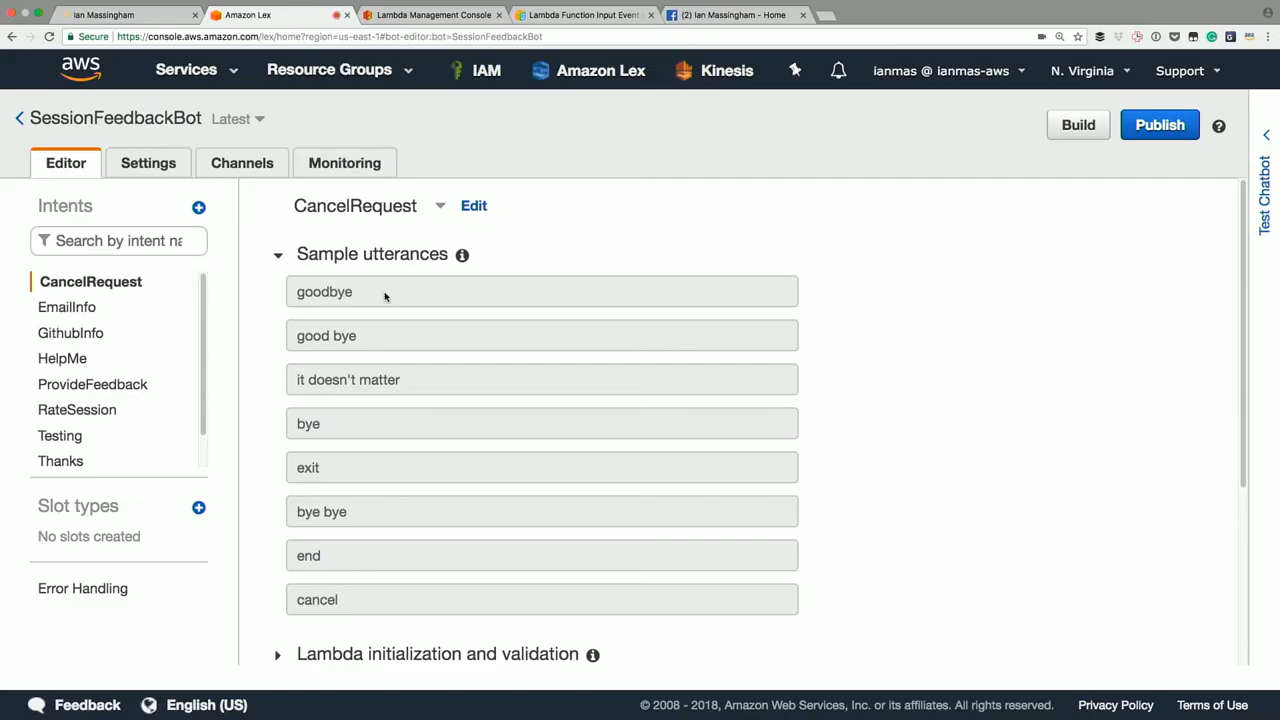 Ian Massingham
Amazon Lex
Lambda Management Console
Lambda Function Input Event
(2) Ian Massingham - Home
Secure https://console.aws.amazon.com/lex/home?region=us-east-1#bot-editor:bot=SessionFeedbackBot
aws Services Resource Groups IAM Amazon Lex Kinesis ianmas @ ianmas-aws N. Virginia Support
SessionFeedbackBot Latest
Build Publish ?
Editor Settings Channels Monitoring
Test Chatbot
Intents
Search by intent na
CancelRequest
EmailInfo
GithubInfo
HelpMe
ProvideFeedback
RateSession
Testing
Thanks
Slot types
No slots created
Error Handling
CancelRequest Edit
Sample utterances
goodbye
good bye
it doesn't matter
bye
exit
bye bye
end
cancel
Lambda initialization and validation
Feedback English (US) © 2008 - 2018, Amazon Web Services, Inc. or its affiliates. All rights reserved. Privacy Policy Terms of Use